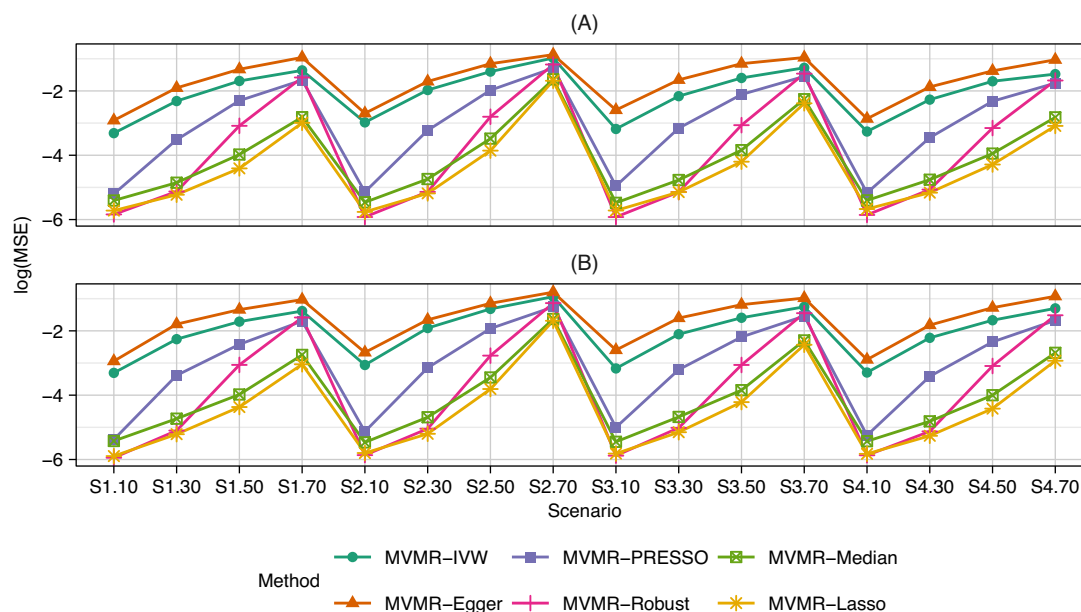 (A)
−2
−4
−6
(B)
−2
−4
−6
log(MSE)
S1.10 S1.30 S1.50 S1.70 S2.10 S2.30 S2.50 S2.70 S3.10 S3.30 S3.50 S3.70 S4.10 S4.30 S4.50 S4.70
Scenario
Method
MVMR−IVW MVMR−PRESSO MVMR−Median
MVMR−Egger MVMR−Robust MVMR−Lasso